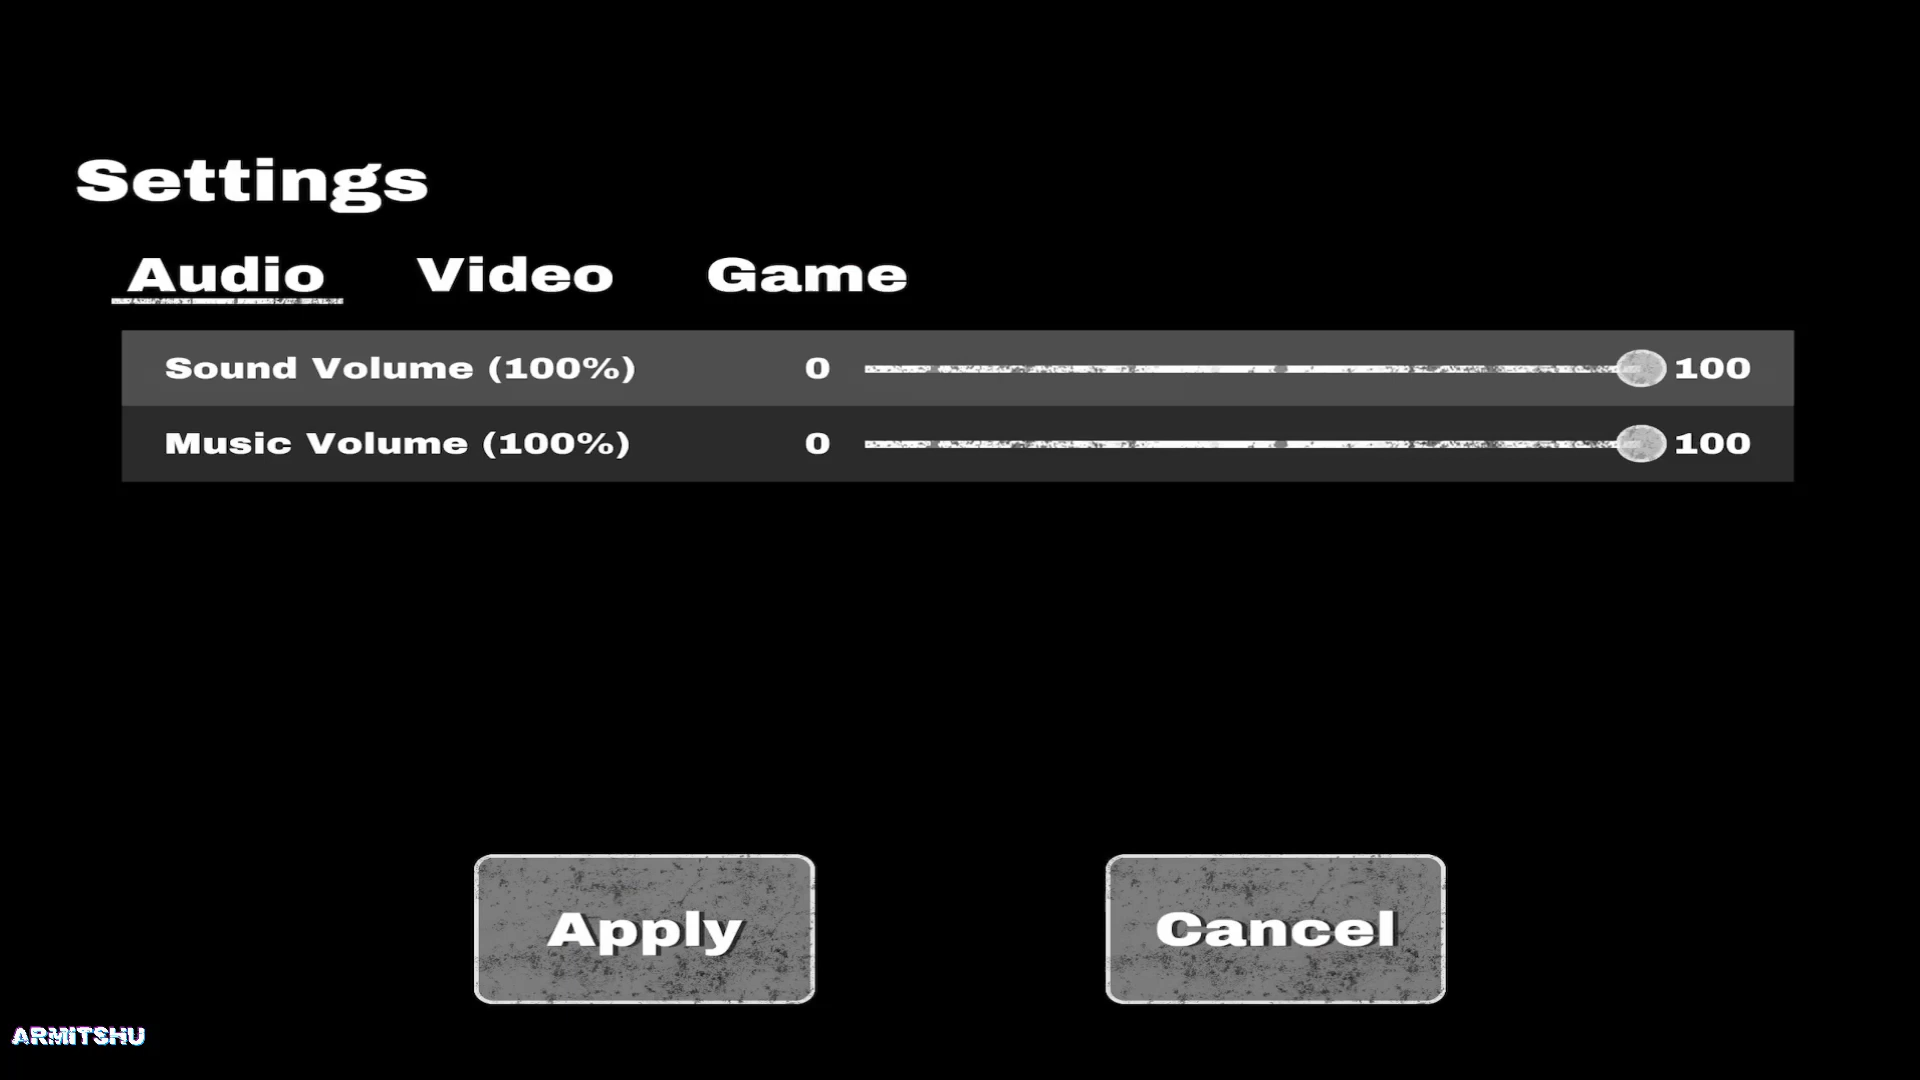 Settings
Audio Video Game
Sound Volume (100%) 0 100
Music Volume (100%) 0 100
Apply Cancel
ARMITSHU